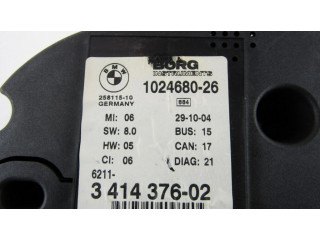 BMW
BORG
INSTRUMENTS
256115-10
GERMANY
1024680-26
MI: 06
29-10-04
SW: 8.0
BUS: 15
HW: 05
CAN: 17
CI: 06
DIAG: 21
6211-
3 414 376-02